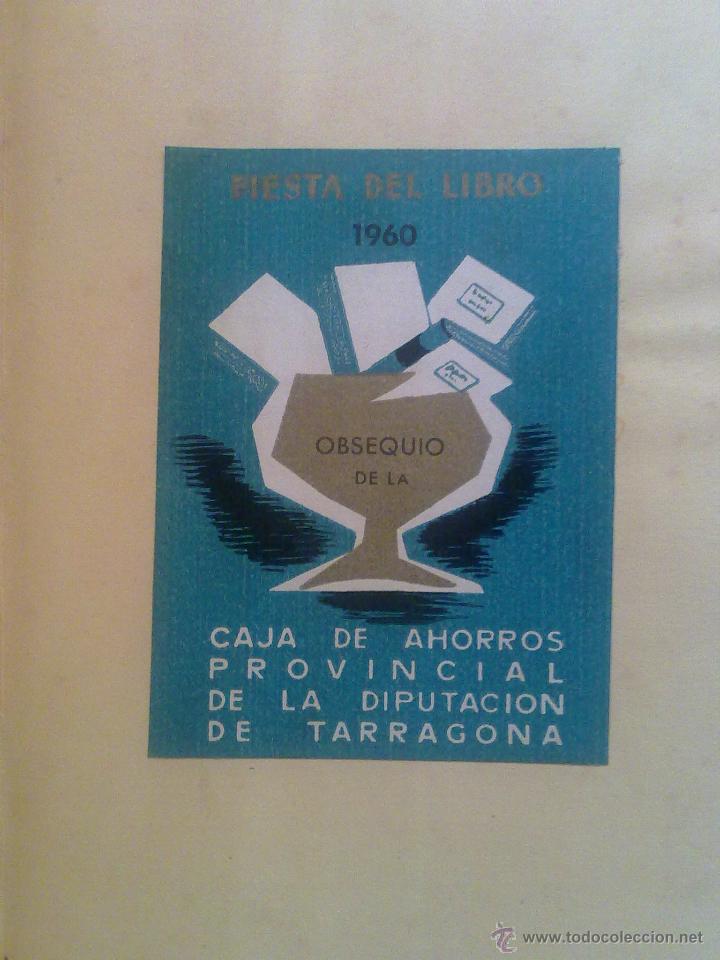 FIESTA DEL LIBRO
1960
OBSEQUIO
DE LA
CAJA DE AHORROS
PROVINCIAL
DE LA DIPUTACION
DE TARRAGONA
www.todocoleccion.net